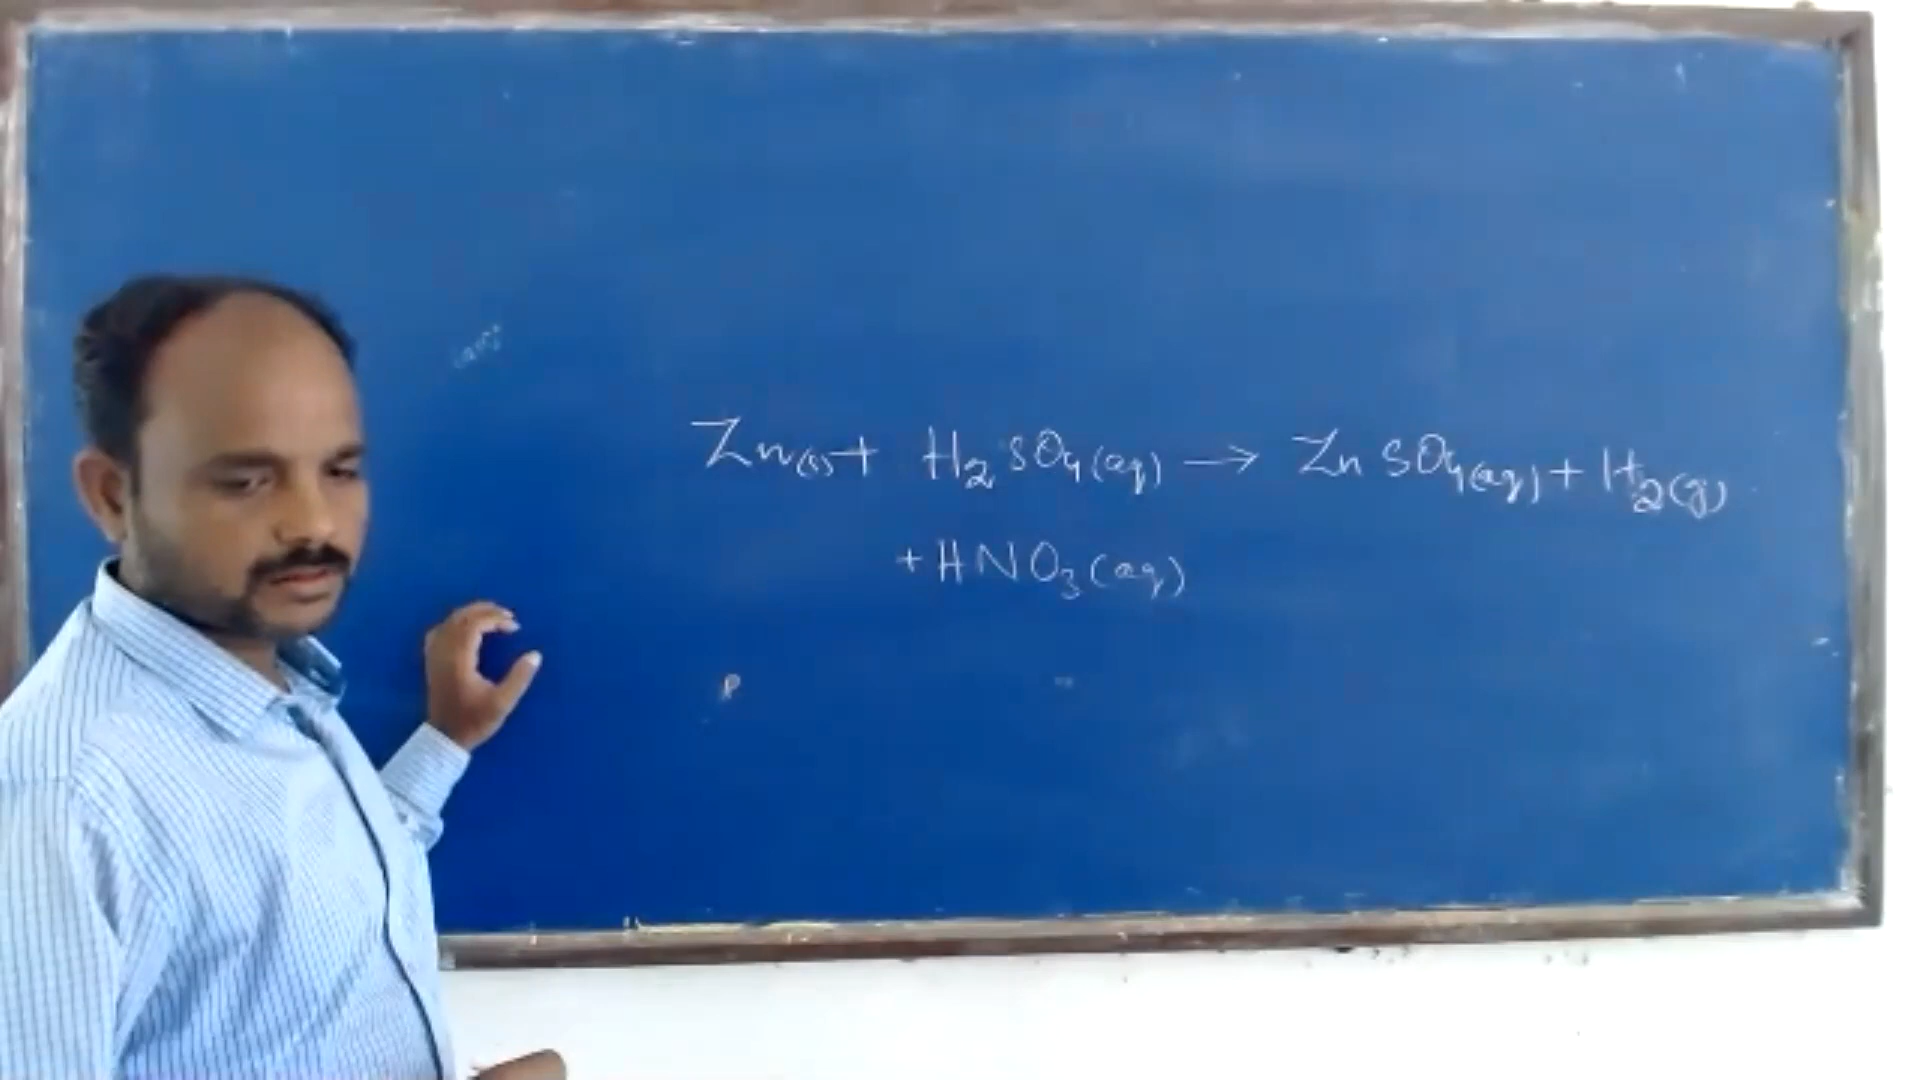 Zn(s) + H₂SO₄(aq) → ZnSO₄(aq) + H₂(g)
+ HNO₃(aq)